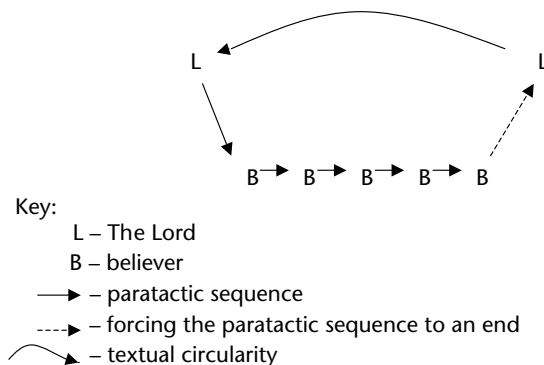 L L
B B B B B
Key:
L – The Lord
B – believer
– paratactic sequence
– forcing the paratactic sequence to an end
– textual circularity